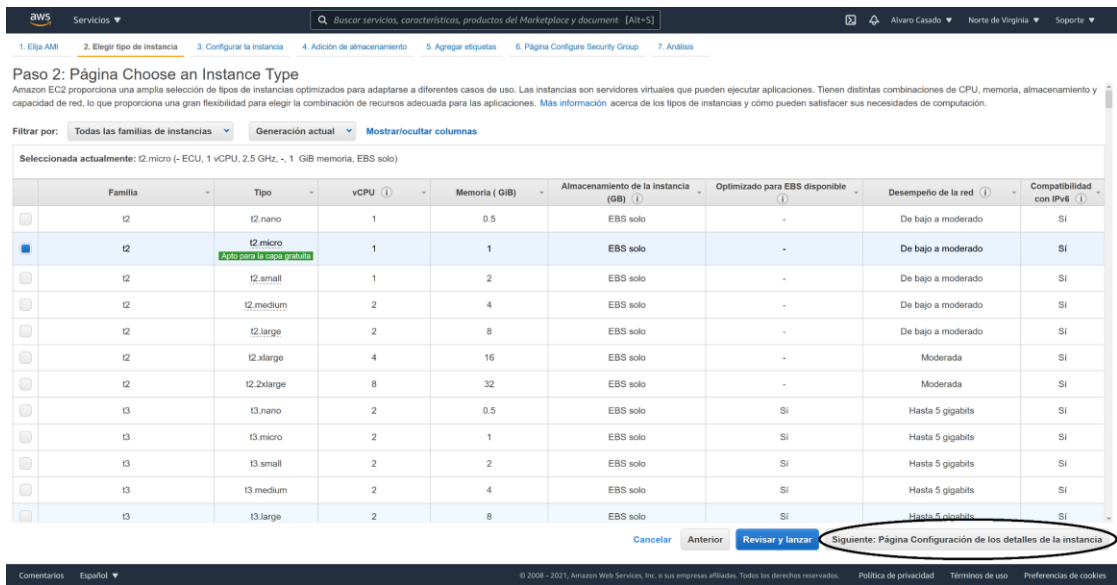 aws Servicios ▼ Buscar servicios, características, productos del Marketplace y document [Alt+S] Alvaro Casado ▼ Norte de Virginia ▼ Soporte ▼
1. Elija AMI 2. Elegir tipo de instancia 3. Configurar la instancia 4. Adición de almacenamiento 5. Agregar etiquetas 6. Página Configure Security Group 7. Análisis
Paso 2: Página Choose an Instance Type
Amazon EC2 proporciona una amplia selección de tipos de instancias optimizados para adaptarse a diferentes casos de uso. Las instancias son servidores virtuales que pueden ejecutar aplicaciones. Tienen distintas combinaciones de CPU, memoria, almacenamiento y
capacidad de red, lo que proporciona una gran flexibilidad para elegir la combinación de recursos adecuada para las aplicaciones. Más información acerca de los tipos de instancias y cómo pueden satisfacer sus necesidades de computación.
Filtrar por: Todas las familias de instancias Generación actual Mostrar/ocultar columnas
Seleccionada actualmente: t2.micro (- ECU, 1 vCPU, 2.5 GHz, -, 1 GiB memoria, EBS solo)
Familia Tipo vCPU Memoria ( GiB) Almacenamiento de la instancia (GB) Optimizado para EBS disponible Desempeño de la red Compatibilidad con IPv6
t2 t2.nano 1 0.5 EBS solo - De bajo a moderado Sí
t2 t2.micro Apto para la capa gratuita 1 1 EBS solo - De bajo a moderado Sí
t2 t2.small 1 2 EBS solo - De bajo a moderado Sí
t2 t2.medium 2 4 EBS solo - De bajo a moderado Sí
t2 t2.large 2 8 EBS solo - De bajo a moderado Sí
t2 t2.xlarge 4 16 EBS solo - Moderada Sí
t2 t2.2xlarge 8 32 EBS solo - Moderada Sí
t3 t3.nano 2 0.5 EBS solo Sí Hasta 5 gigabits Sí
t3 t3.micro 2 1 EBS solo Sí Hasta 5 gigabits Sí
t3 t3.small 2 2 EBS solo Sí Hasta 5 gigabits Sí
t3 t3.medium 2 4 EBS solo Sí Hasta 5 gigabits Sí
t3 t3.large 2 8 EBS solo Sí Hasta 5 gigabits Sí
Cancelar Anterior Revisar y lanzar Siguiente: Página Configuración de los detalles de la instancia
Comentarios Español ▼ © 2008 - 2021, Amazon Web Services, Inc. o sus empresas afiliadas. Todos los derechos reservados. Política de privacidad Términos de uso Preferencias de cookies